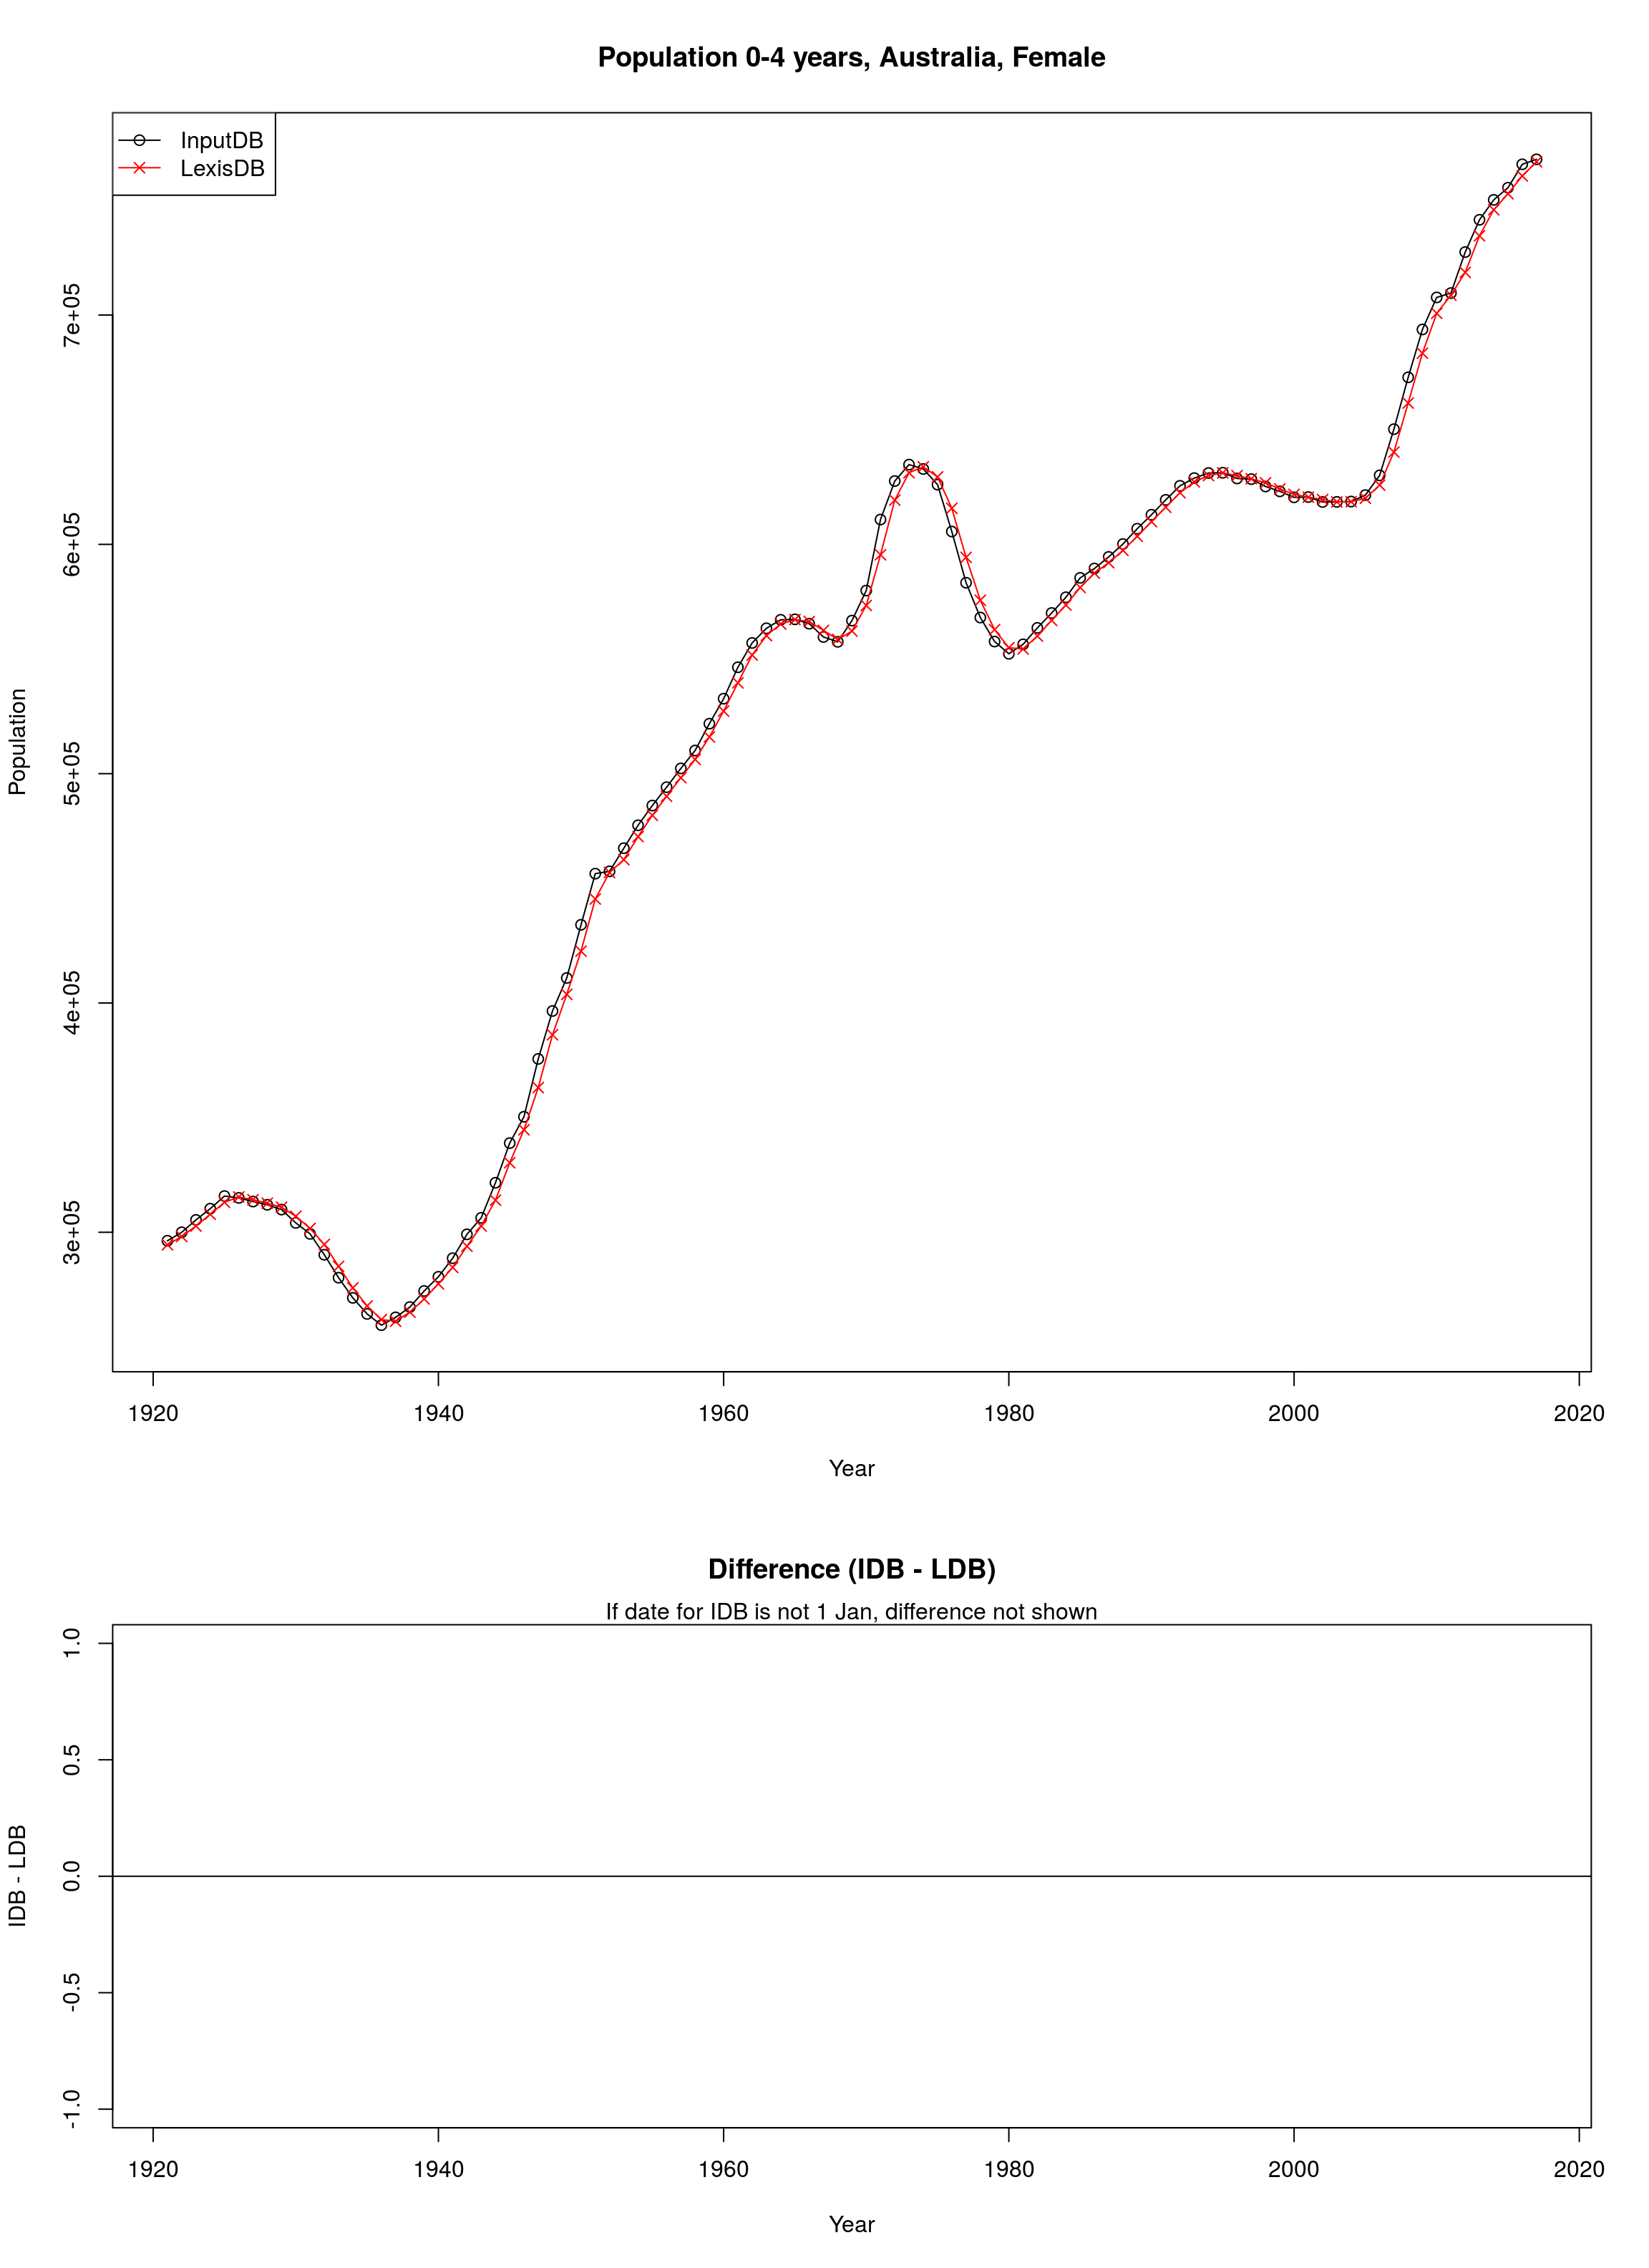 Population 0-4 years, Australia, Female
InputDB
LexisDB
Population
7e+05
6e+05
5e+05
4e+05
3e+05
1920 1940 1960 1980 2000 2020
Year
Difference (IDB - LDB)
If date for IDB is not 1 Jan, difference not shown
IDB - LDB
1.0
0.5
0.0
-0.5
-1.0
1920 1940 1960 1980 2000 2020
Year